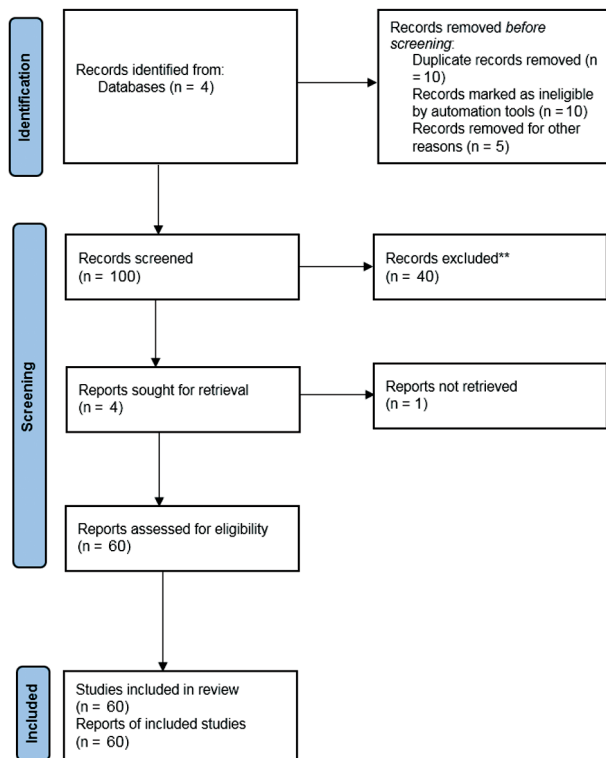 Identification
Records identified from:
Databases (n = 4)
Records removed before
screening:
Duplicate records removed (n
= 10)
Records marked as ineligible
by automation tools (n = 10)
Records removed for other
reasons (n = 5)
Screening
Records screened
(n = 100)
Records excluded**
(n = 40)
Reports sought for retrieval
(n = 4)
Reports not retrieved
(n = 1)
Reports assessed for eligibility
(n = 60)
Included
Studies included in review
(n = 60)
Reports of included studies
(n = 60)